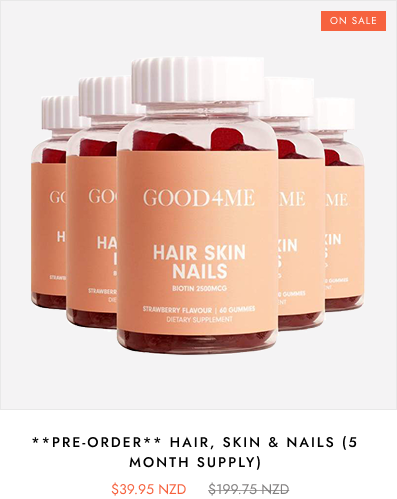 ON SALE
GOOD4ME
HAIR SKIN
NAILS
BIOTIN 2500MCG
STRAWBERRY FLAVOUR | 60 GUMMIES
DIETARY SUPPLEMENT
**PRE-ORDER** HAIR, SKIN & NAILS (5
MONTH SUPPLY)
$39.95 NZD $199.75 NZD